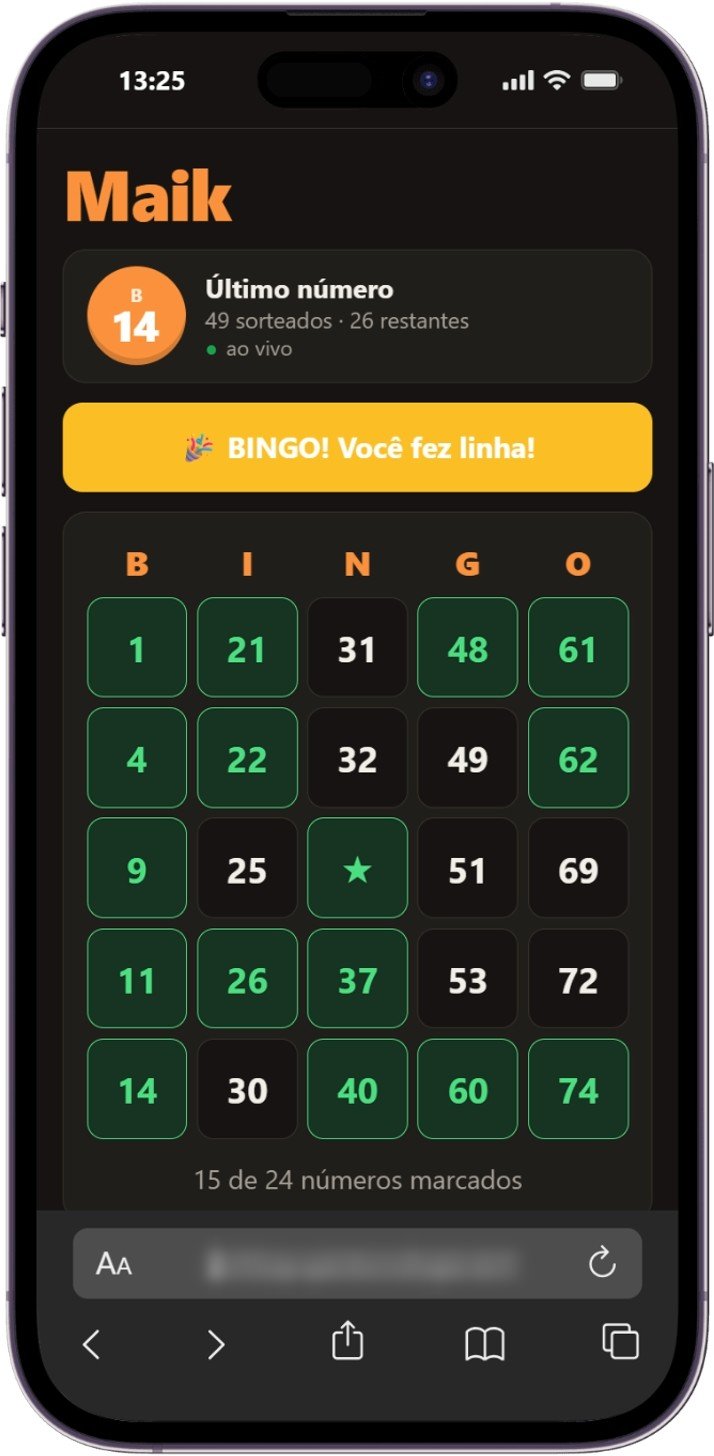 13:25
Maik
B
14
Último número
49 sorteados · 26 restantes
ao vivo
BINGO! Você fez linha!
B I N G O
1 21 31 48 61
4 22 32 49 62
9 25 ★ 51 69
11 26 37 53 72
14 30 40 60 74
15 de 24 números marcados
AA